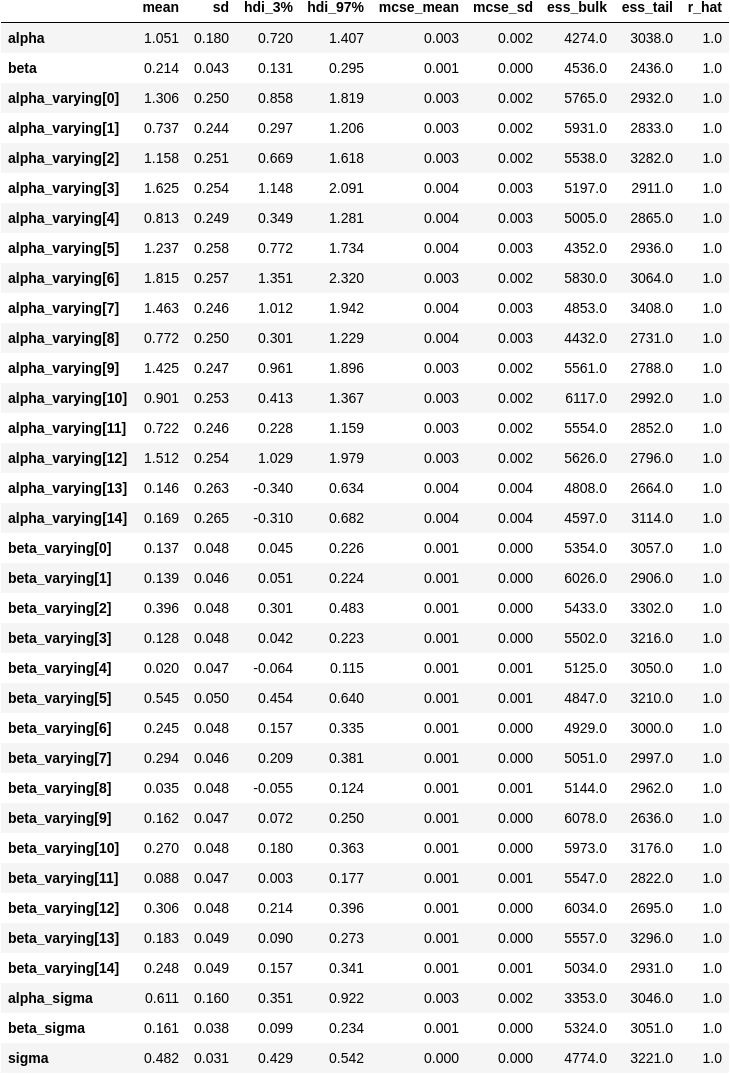 mean sd hdi_3% hdi_97% mcse_mean mcse_sd ess_bulk ess_tail r_hat
alpha 1.051 0.180 0.720 1.407 0.003 0.002 4274.0 3038.0 1.0
beta 0.214 0.043 0.131 0.295 0.001 0.000 4536.0 2436.0 1.0
alpha_varying[0] 1.306 0.250 0.858 1.819 0.003 0.002 5765.0 2932.0 1.0
alpha_varying[1] 0.737 0.244 0.297 1.206 0.003 0.002 5931.0 2833.0 1.0
alpha_varying[2] 1.158 0.251 0.669 1.618 0.003 0.002 5538.0 3282.0 1.0
alpha_varying[3] 1.625 0.254 1.148 2.091 0.004 0.003 5197.0 2911.0 1.0
alpha_varying[4] 0.813 0.249 0.349 1.281 0.004 0.003 5005.0 2865.0 1.0
alpha_varying[5] 1.237 0.258 0.772 1.734 0.004 0.003 4352.0 2936.0 1.0
alpha_varying[6] 1.815 0.257 1.351 2.320 0.003 0.002 5830.0 3064.0 1.0
alpha_varying[7] 1.463 0.246 1.012 1.942 0.004 0.003 4853.0 3408.0 1.0
alpha_varying[8] 0.772 0.250 0.301 1.229 0.004 0.003 4432.0 2731.0 1.0
alpha_varying[9] 1.425 0.247 0.961 1.896 0.003 0.002 5561.0 2788.0 1.0
alpha_varying[10] 0.901 0.253 0.413 1.367 0.003 0.002 6117.0 2992.0 1.0
alpha_varying[11] 0.722 0.246 0.228 1.159 0.003 0.002 5554.0 2852.0 1.0
alpha_varying[12] 1.512 0.254 1.029 1.979 0.003 0.002 5626.0 2796.0 1.0
alpha_varying[13] 0.146 0.263 -0.340 0.634 0.004 0.004 4808.0 2664.0 1.0
alpha_varying[14] 0.169 0.265 -0.310 0.682 0.004 0.004 4597.0 3114.0 1.0
beta_varying[0] 0.137 0.048 0.045 0.226 0.001 0.000 5354.0 3057.0 1.0
beta_varying[1] 0.139 0.046 0.051 0.224 0.001 0.000 6026.0 2906.0 1.0
beta_varying[2] 0.396 0.048 0.301 0.483 0.001 0.000 5433.0 3302.0 1.0
beta_varying[3] 0.128 0.048 0.042 0.223 0.001 0.000 5502.0 3216.0 1.0
beta_varying[4] 0.020 0.047 -0.064 0.115 0.001 0.001 5125.0 3050.0 1.0
beta_varying[5] 0.545 0.050 0.454 0.640 0.001 0.001 4847.0 3210.0 1.0
beta_varying[6] 0.245 0.048 0.157 0.335 0.001 0.000 4929.0 3000.0 1.0
beta_varying[7] 0.294 0.046 0.209 0.381 0.001 0.000 5051.0 2997.0 1.0
beta_varying[8] 0.035 0.048 -0.055 0.124 0.001 0.001 5144.0 2962.0 1.0
beta_varying[9] 0.162 0.047 0.072 0.250 0.001 0.000 6078.0 2636.0 1.0
beta_varying[10] 0.270 0.048 0.180 0.363 0.001 0.000 5973.0 3176.0 1.0
beta_varying[11] 0.088 0.047 0.003 0.177 0.001 0.001 5547.0 2822.0 1.0
beta_varying[12] 0.306 0.048 0.214 0.396 0.001 0.000 6034.0 2695.0 1.0
beta_varying[13] 0.183 0.049 0.090 0.273 0.001 0.000 5557.0 3296.0 1.0
beta_varying[14] 0.248 0.049 0.157 0.341 0.001 0.001 5034.0 2931.0 1.0
alpha_sigma 0.611 0.160 0.351 0.922 0.003 0.002 3353.0 3046.0 1.0
beta_sigma 0.161 0.038 0.099 0.234 0.001 0.000 5324.0 3051.0 1.0
sigma 0.482 0.031 0.429 0.542 0.000 0.000 4774.0 3221.0 1.0